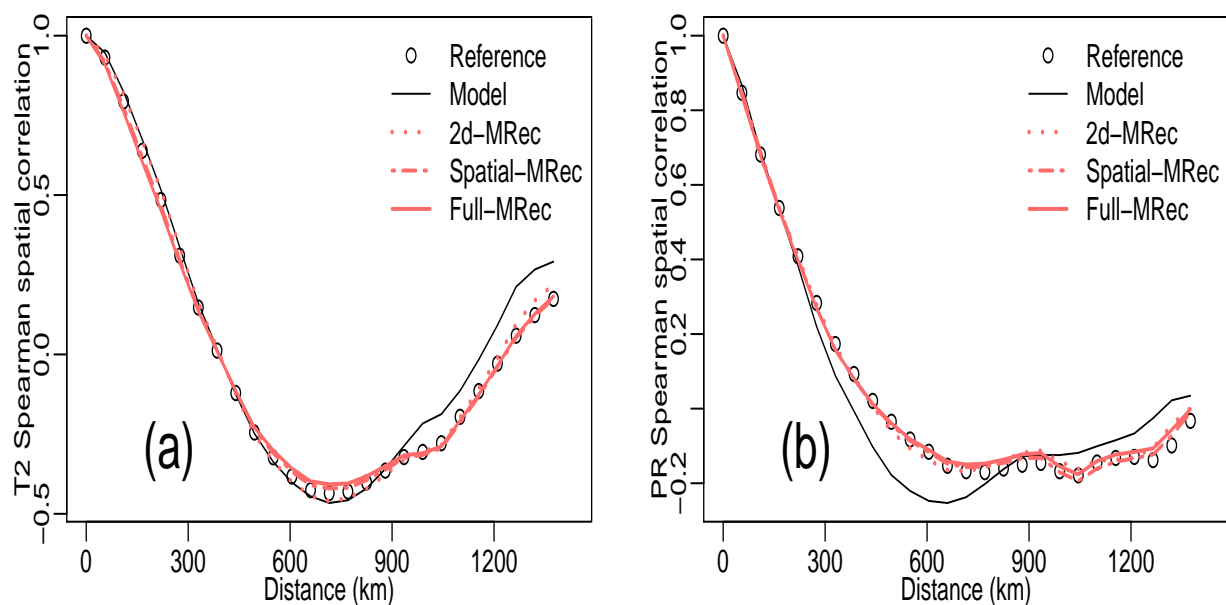 T2 Spearman spatial correlation
1.0
0.5
0.0
−0.5
Reference
Model
2d−MRec
Spatial−MRec
Full−MRec
(a)
0 300 600 900 1200
Distance (km)
PR Spearman spatial correlation
1.0
0.8
0.6
0.4
0.2
−0.2
Reference
Model
2d−MRec
Spatial−MRec
Full−MRec
(b)
0 300 600 900 1200
Distance (km)